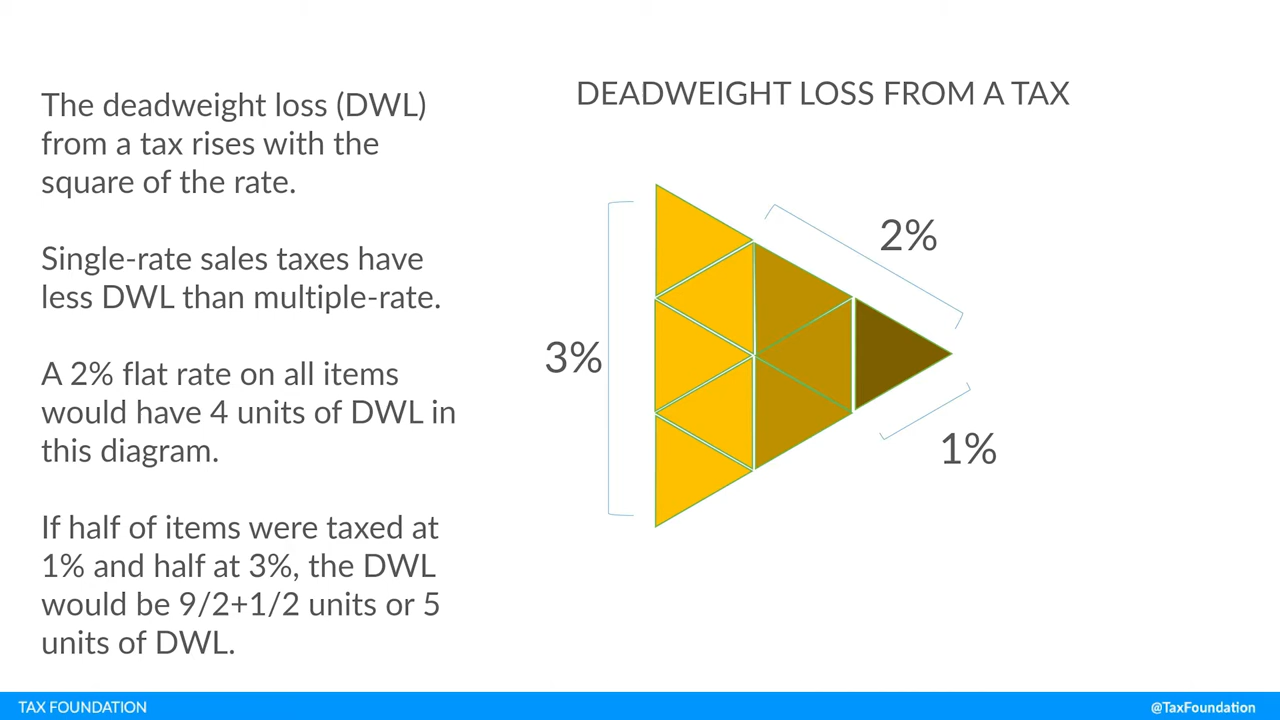 The deadweight loss (DWL)
from a tax rises with the
square of the rate.
Single-rate sales taxes have
less DWL than multiple-rate.
A 2% flat rate on all items
would have 4 units of DWL in
this diagram.
If half of items were taxed at
1% and half at 3%, the DWL
would be 9/2+1/2 units or 5
units of DWL.
DEADWEIGHT LOSS FROM A TAX
2%
3%
1%
TAX FOUNDATION
@TaxFoundation